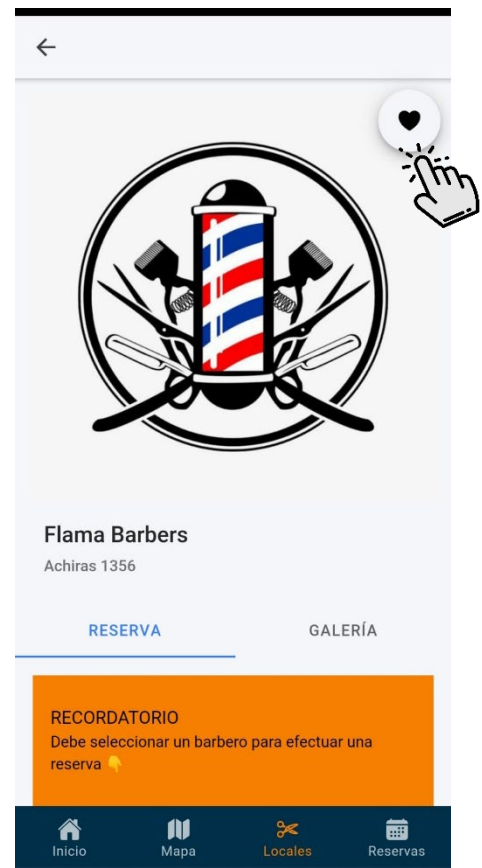 Flama Barbers
Achiras 1356
RESERVA
GALERÍA
RECORDATORIO
Debe seleccionar un barbero para efectuar una
reserva 👇
Inicio
Mapa
Locales
Reservas